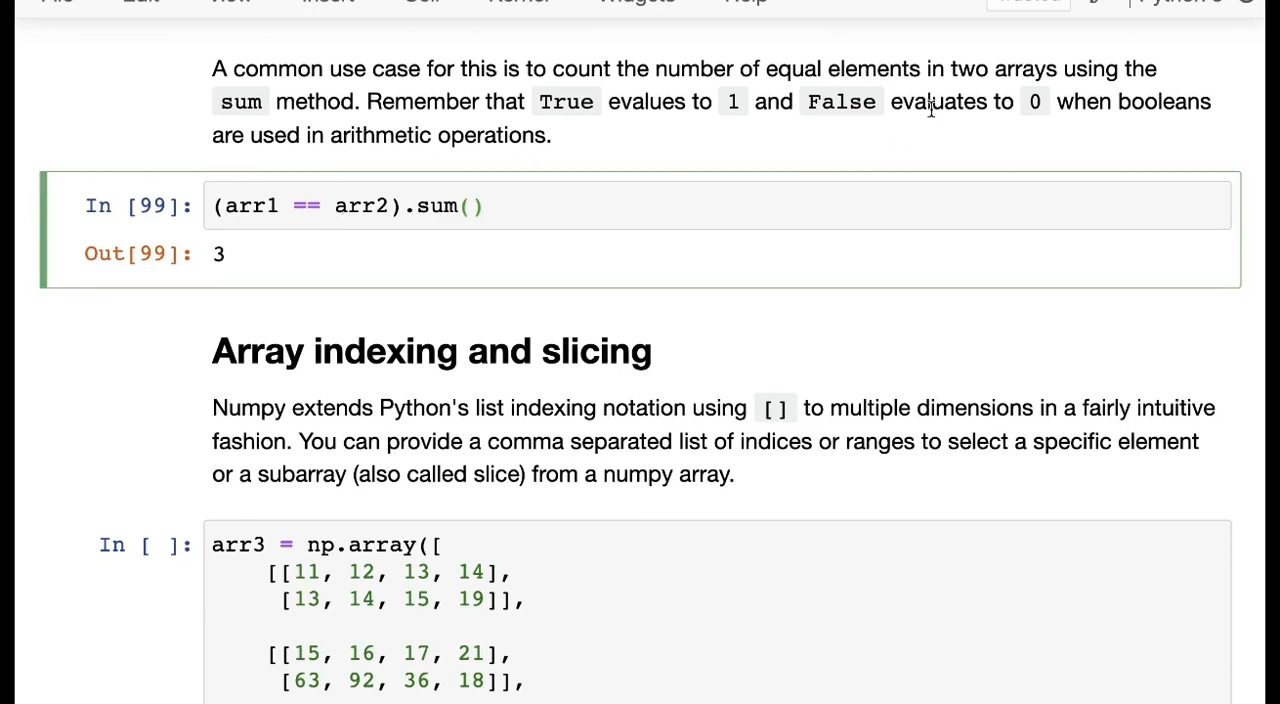 A common use case for this is to count the number of equal elements in two arrays using the
sum method. Remember that True evalues to 1 and False evaluates to 0 when booleans
are used in arithmetic operations.
In [99]: (arr1 == arr2).sum()
Out[99]: 3
Array indexing and slicing
Numpy extends Python's list indexing notation using [] to multiple dimensions in a fairly intuitive
fashion. You can provide a comma separated list of indices or ranges to select a specific element
or a subarray (also called slice) from a numpy array.
In [ ]: arr3 = np.array([
[[11, 12, 13, 14],
[13, 14, 15, 19]],
[[15, 16, 17, 21],
[63, 92, 36, 18]],